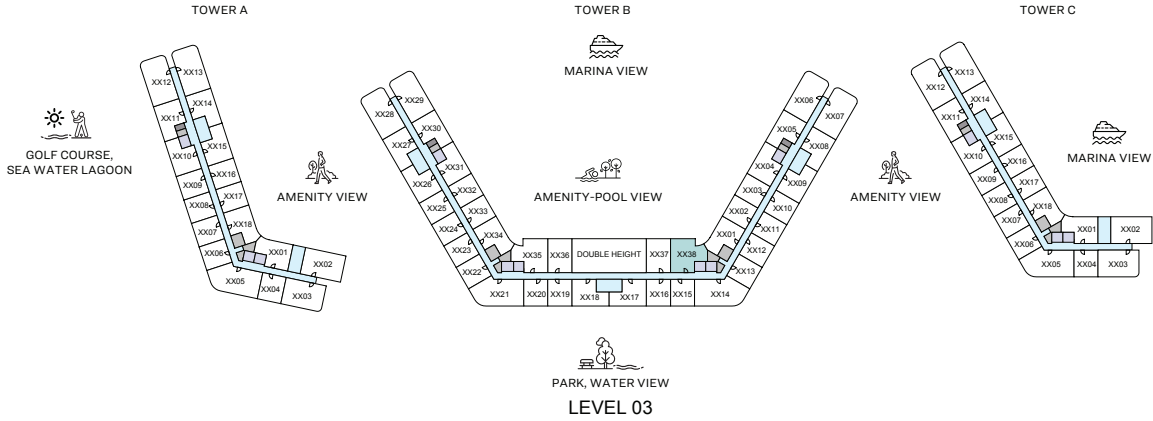 TOWER A
TOWER B
TOWER C
MARINA VIEW
GOLF COURSE,
SEA WATER LAGOON
AMENITY VIEW
AMENITY-POOL VIEW
AMENITY VIEW
MARINA VIEW
XX12
XX13
XX11
XX14
XX10
XX15
XX09
XX16
XX08
XX17
XX07
XX18
XX06
XX01
XX02
XX05
XX04
XX03
XX28
XX29
XX27
XX30
XX26
XX31
XX25
XX32
XX24
XX33
XX23
XX34
XX22
XX35
XX36
DOUBLE HEIGHT
XX37
XX38
XX21
XX20
XX19
XX18
XX17
XX16
XX15
XX14
XX06
XX07
XX05
XX08
XX04
XX09
XX03
XX10
XX02
XX11
XX01
XX12
XX13
XX12
XX13
XX11
XX14
XX10
XX15
XX09
XX16
XX08
XX17
XX07
XX18
XX06
XX01
XX02
XX05
XX04
XX03
PARK, WATER VIEW
LEVEL 03